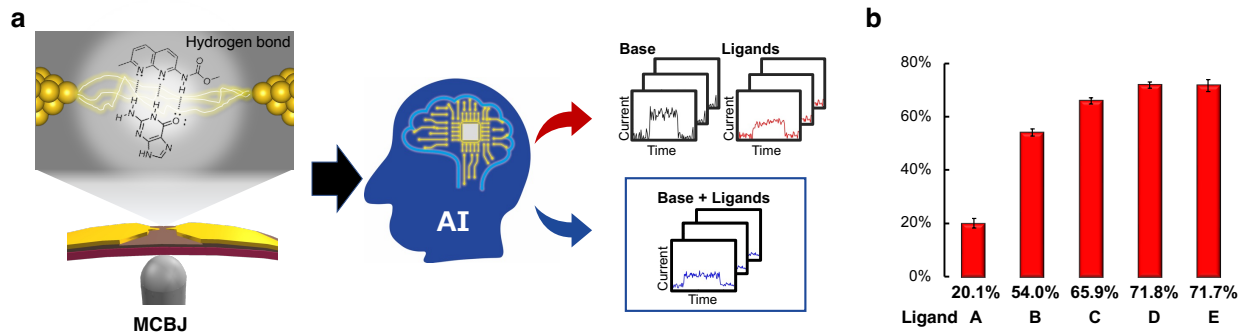 a
Hydrogen bond
N
N
N
H
O
O
H
H
H
N
N
N
O
HN
N
MCBJ
AI
Base
Ligands
Current
Time
Current
Time
Base + Ligands
Current
Time
b
80%
60%
40%
20%
0%
20.1% 54.0% 65.9% 71.8% 71.7%
Ligand A B C D E